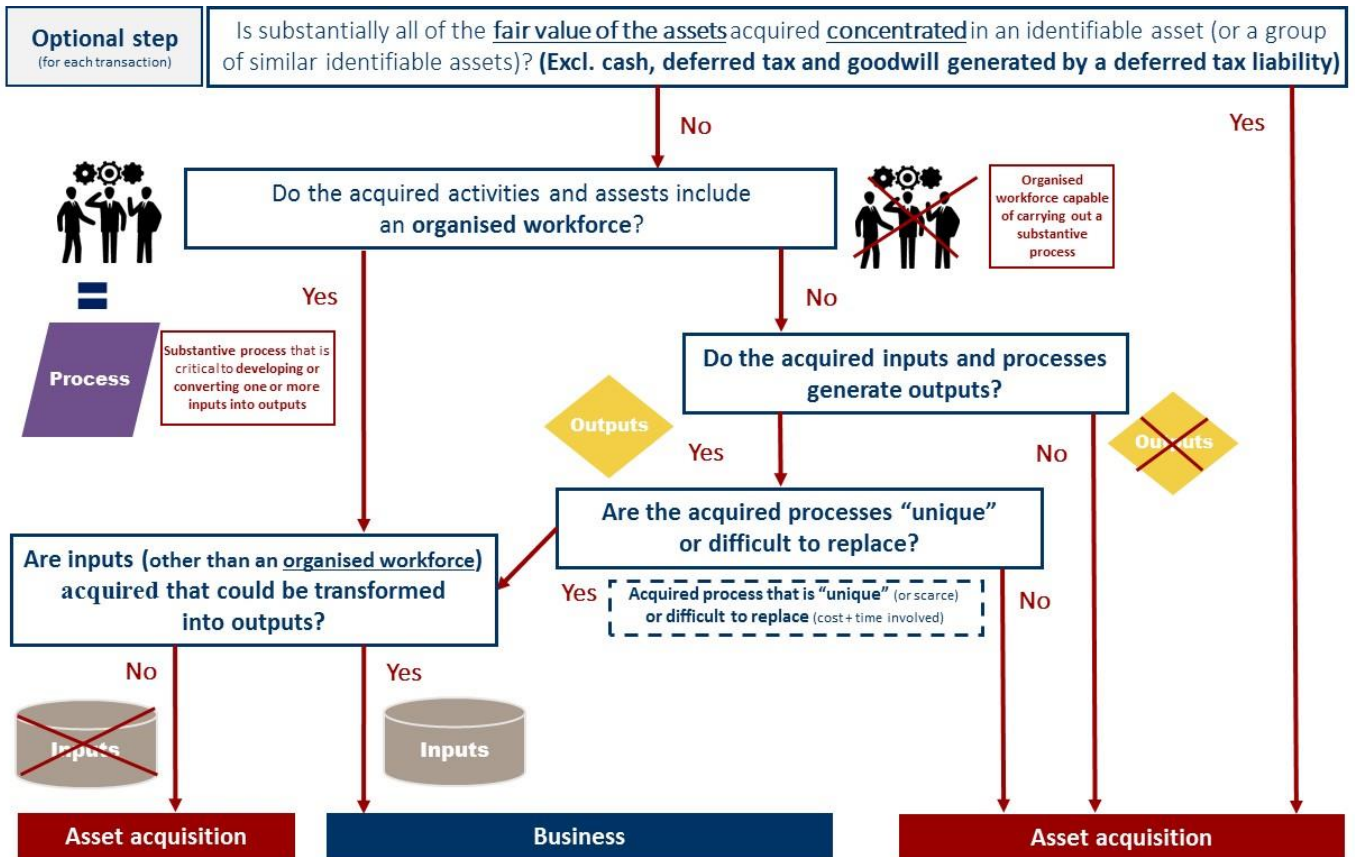 Optional step
(for each transaction)
Is substantially all of the fair value of the assets acquired concentrated in an identifiable asset (or a group
of similar identifiable assets)? (Excl. cash, deferred tax and goodwill generated by a deferred tax liability)
No
Yes
Do the acquired activities and assests include
an organised workforce?
Organised
workforce capable
of carrying out a
substantive
process
Yes
No
Process
Substantive process that is
critical to developing or
converting one or more
inputs into outputs
Do the acquired inputs and processes
generate outputs?
Outputs
Yes
No
Outputs
Are the acquired processes “unique”
or difficult to replace?
Are inputs (other than an organised workforce)
acquired that could be transformed
into outputs?
Yes
Acquired process that is “unique” (or scarce)
or difficult to replace (cost + time involved)
No
No
Yes
Inputs
Inputs
Asset acquisition
Business
Asset acquisition